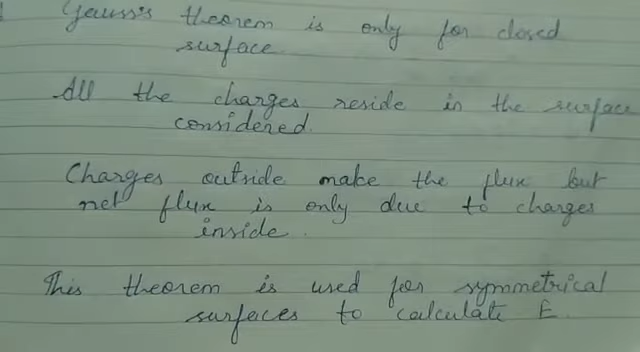 Gauss's theorem is only for closed
surface
All the charges reside in the surface
considered.
Charges outside make the flux but
net flux is only due to charges
inside.
This theorem is used for symmetrical
surfaces to calculate E.